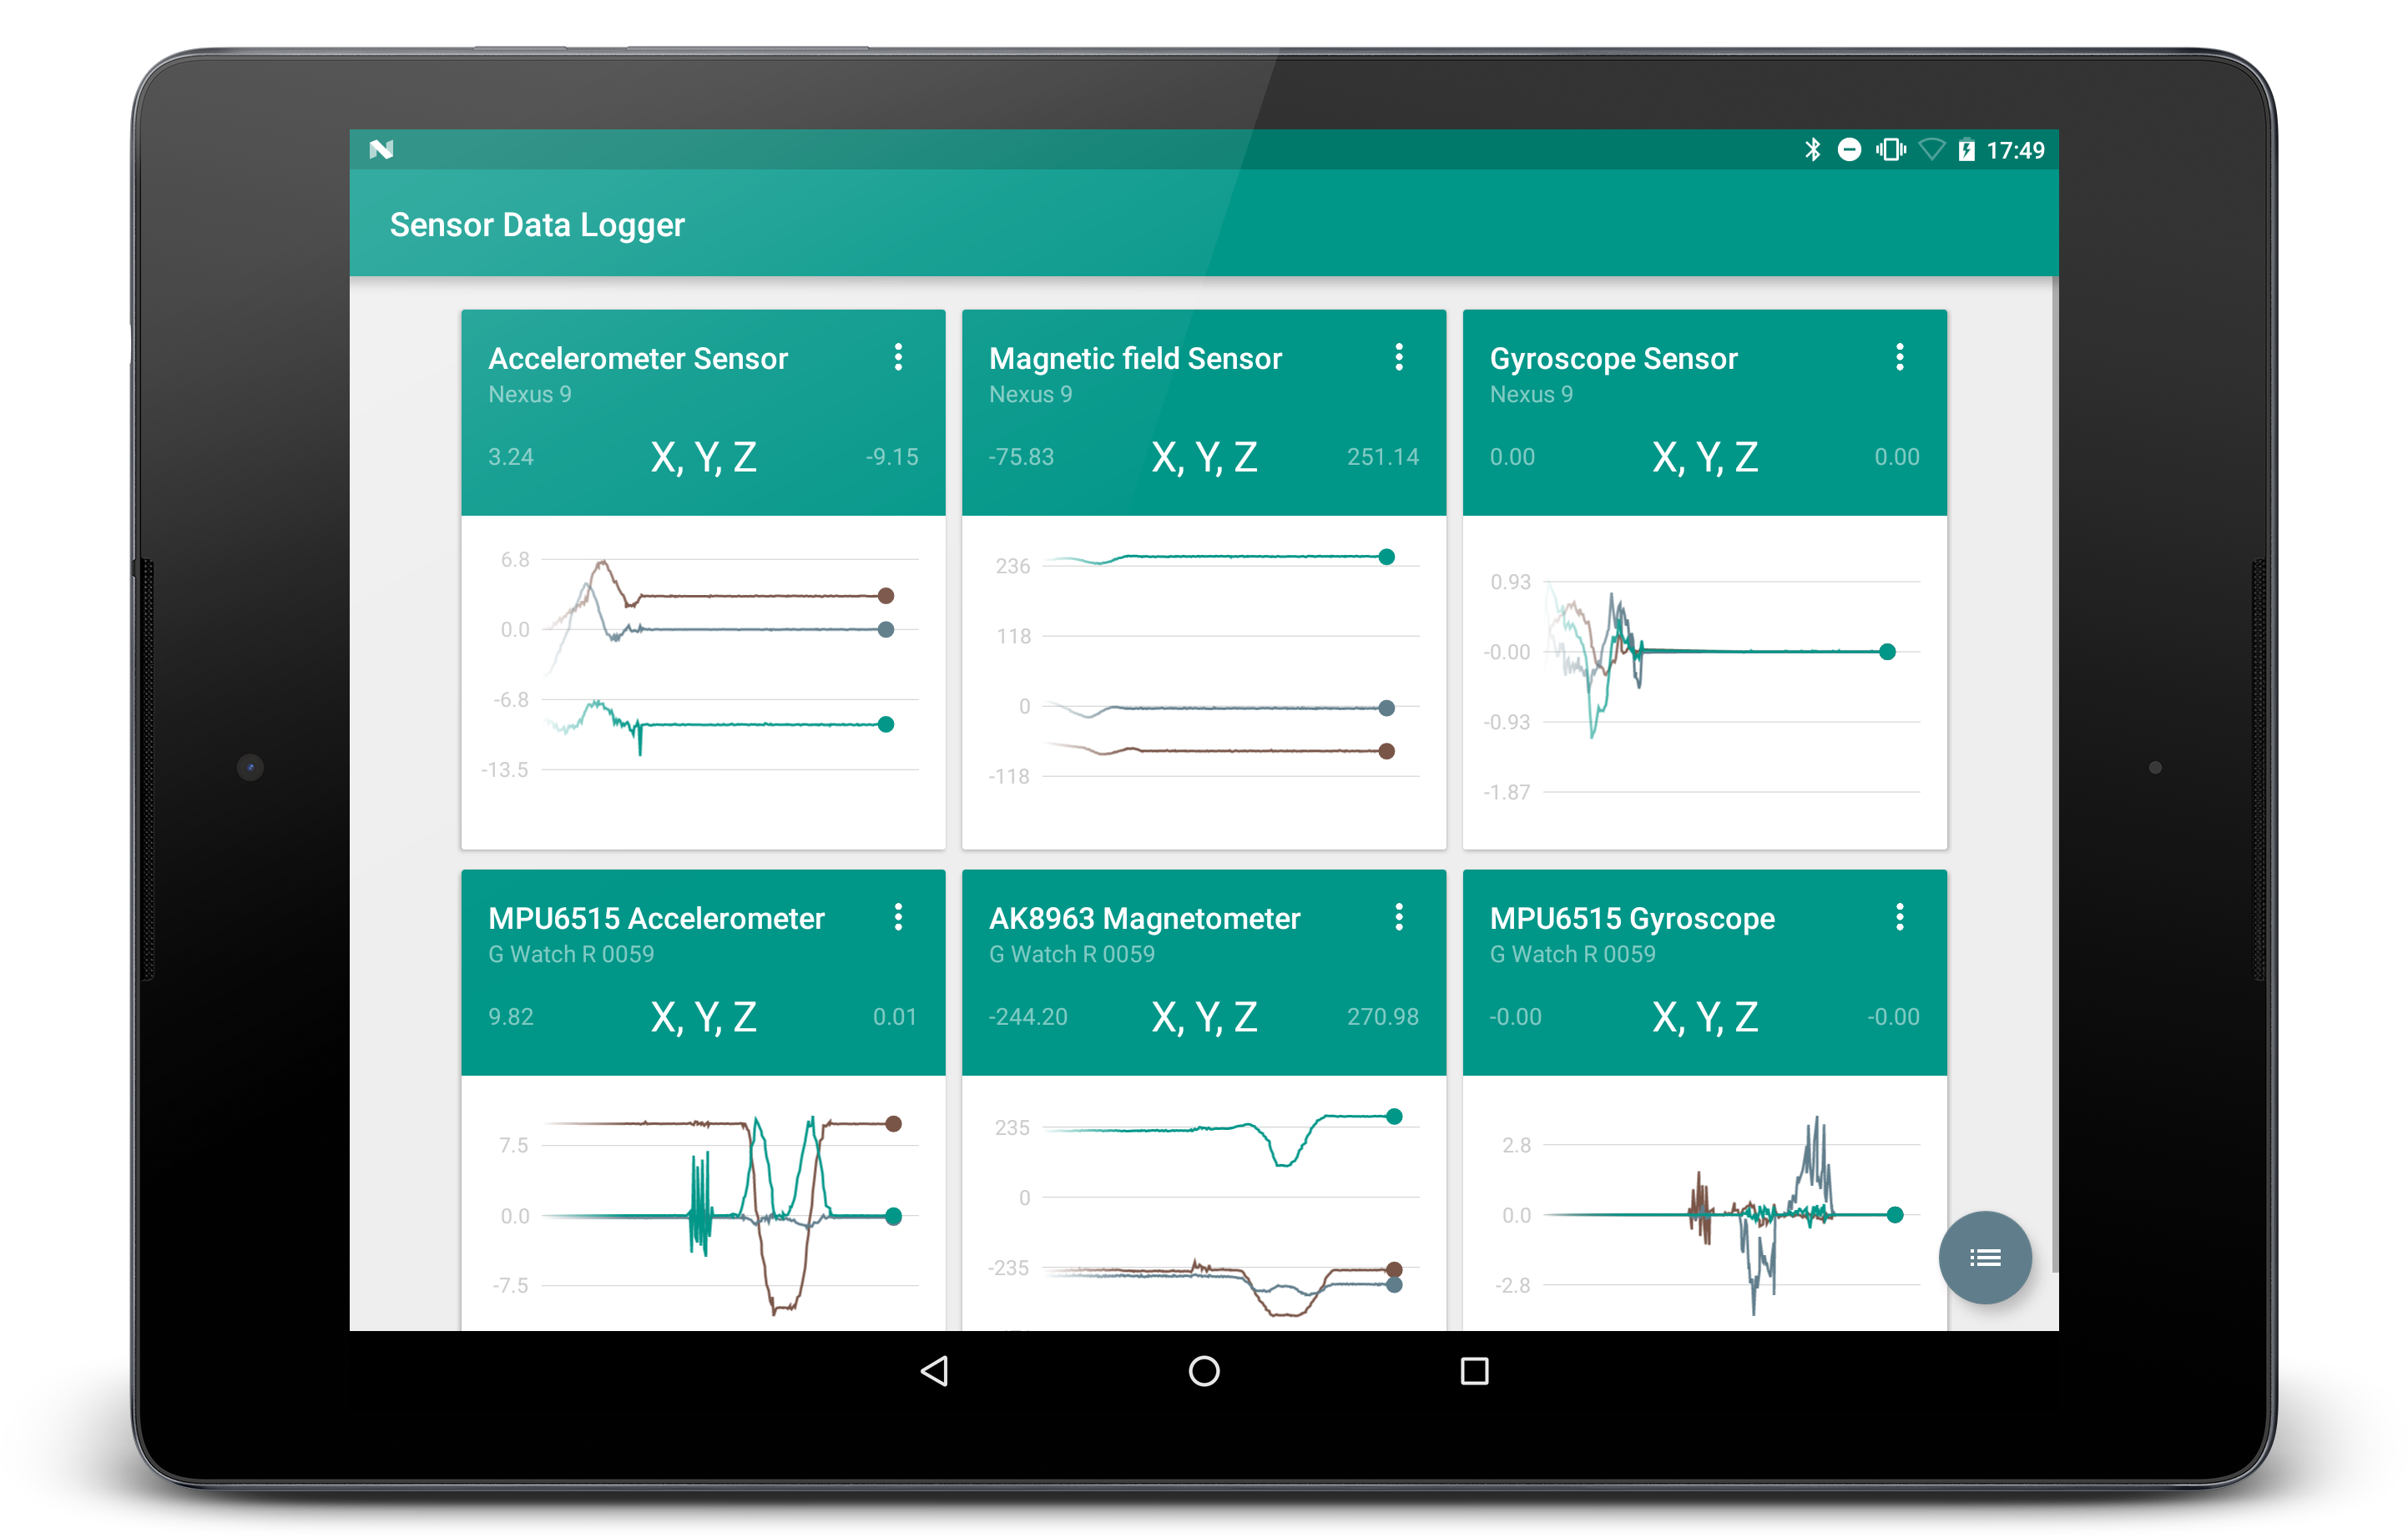 17:49
Sensor Data Logger
Accelerometer Sensor
Nexus 9
3.24 X, Y, Z -9.15
6.8
0.0
-6.8
-13.5
Magnetic field Sensor
Nexus 9
-75.83 X, Y, Z 251.14
236
118
0
-118
Gyroscope Sensor
Nexus 9
0.00 X, Y, Z 0.00
0.93
-0.00
-0.93
-1.87
MPU6515 Accelerometer
G Watch R 0059
9.82 X, Y, Z 0.01
7.5
0.0
-7.5
AK8963 Magnetometer
G Watch R 0059
-244.20 X, Y, Z 270.98
235
0
-235
MPU6515 Gyroscope
G Watch R 0059
-0.00 X, Y, Z -0.00
2.8
0.0
-2.8